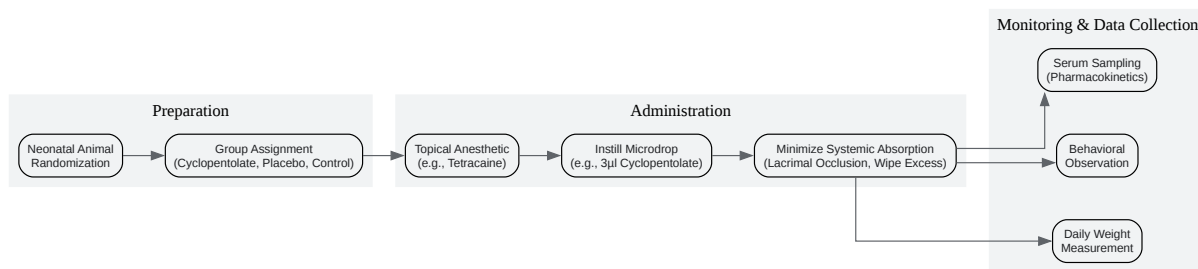 Preparation
Neonatal Animal
Randomization
Group Assignment
(Cyclopentolate, Placebo, Control)
Administration
Topical Anesthetic
(e.g., Tetracaine)
Instill Microdrop
(e.g., 3µl Cyclopentolate)
Minimize Systemic Absorption
(Lacrimal Occlusion, Wipe Excess)
Monitoring & Data Collection
Serum Sampling
(Pharmacokinetics)
Behavioral
Observation
Daily Weight
Measurement